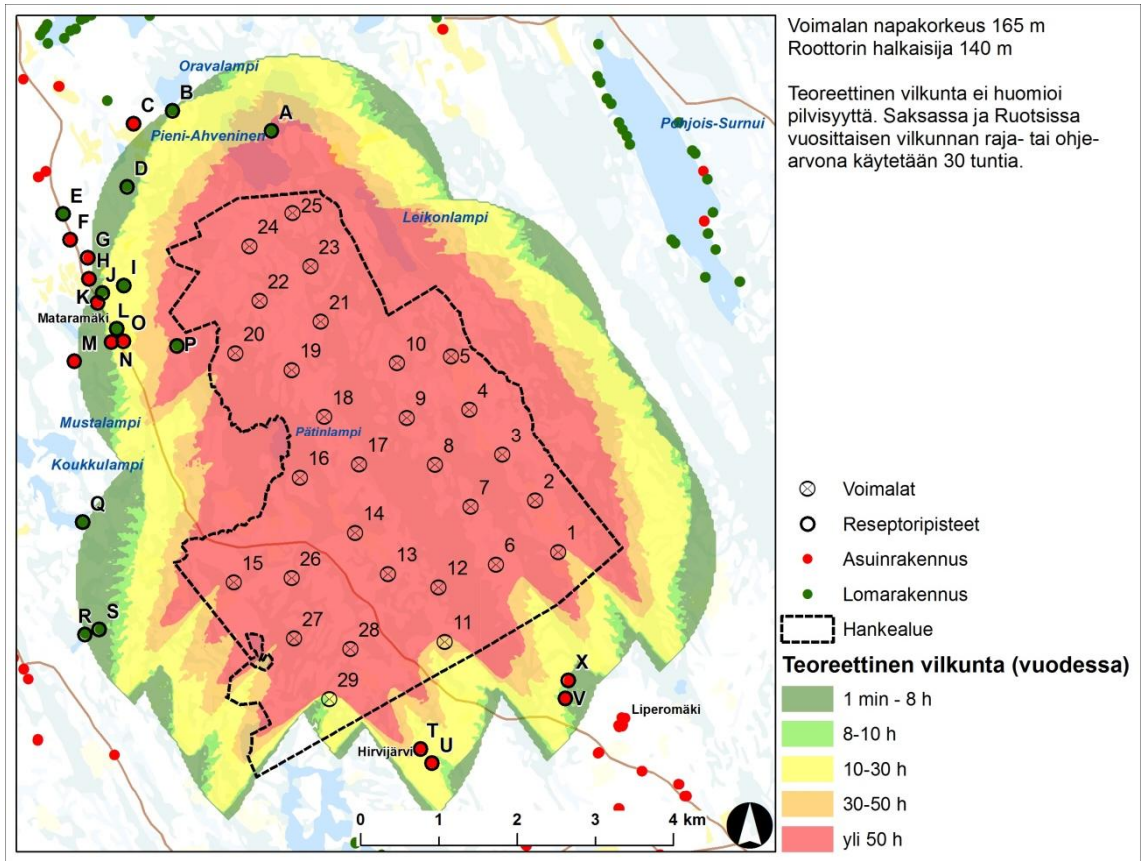 Voimalan napakorkeus 165 m
Roottorin halkaisija 140 m
Teoreettinen vilkunta ei huomioi
pilvisyyttä. Saksassa ja Ruotsissa
vuosittaisen vilkunnan raja- tai ohje-
arvona käytetään 30 tuntia.
Oravalampi
B
C
A
Pieni-Ahveninen
Pohjois-Surnui
D
E
F
Leikonlampi
25
24
G
H
23
I
J
22
K
21
Mataramäki
L
O
P
M
N
20
19
10
5
18
9
4
Mustalampi
Pätinlampi
3
17
8
Koukkulampi
16
2
7
Q
14
1
6
15
26
13
12
R
S
27
28
11
X
V
29
Liperomäki
T
Hirvijärvi
U
0
1
2
3
4 km
Voimalat
Reseptoripisteet
Asuinrakennus
Lomarakennus
Hankealue
Teoreettinen vilkunta (vuodessa)
1 min - 8 h
8-10 h
10-30 h
30-50 h
yli 50 h